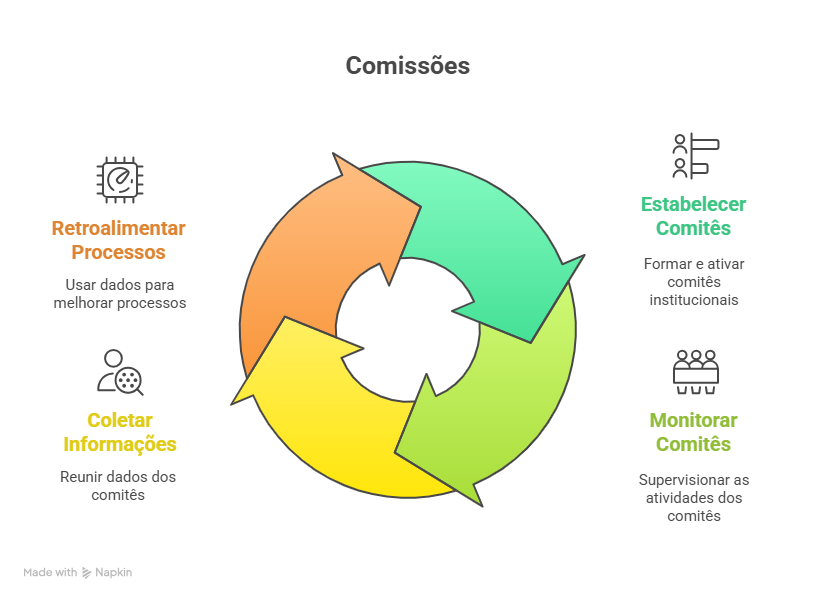 Comissões
Estabelecer
Comitês
Formar e ativar
comitês
institucionais
Monitorar
Comitês
Supervisionar as
atividades dos
comitês
Coletar
Informações
Reunir dados dos
comitês
Retroalimentar
Processos
Usar dados para
melhorar processos
Made with Napkin